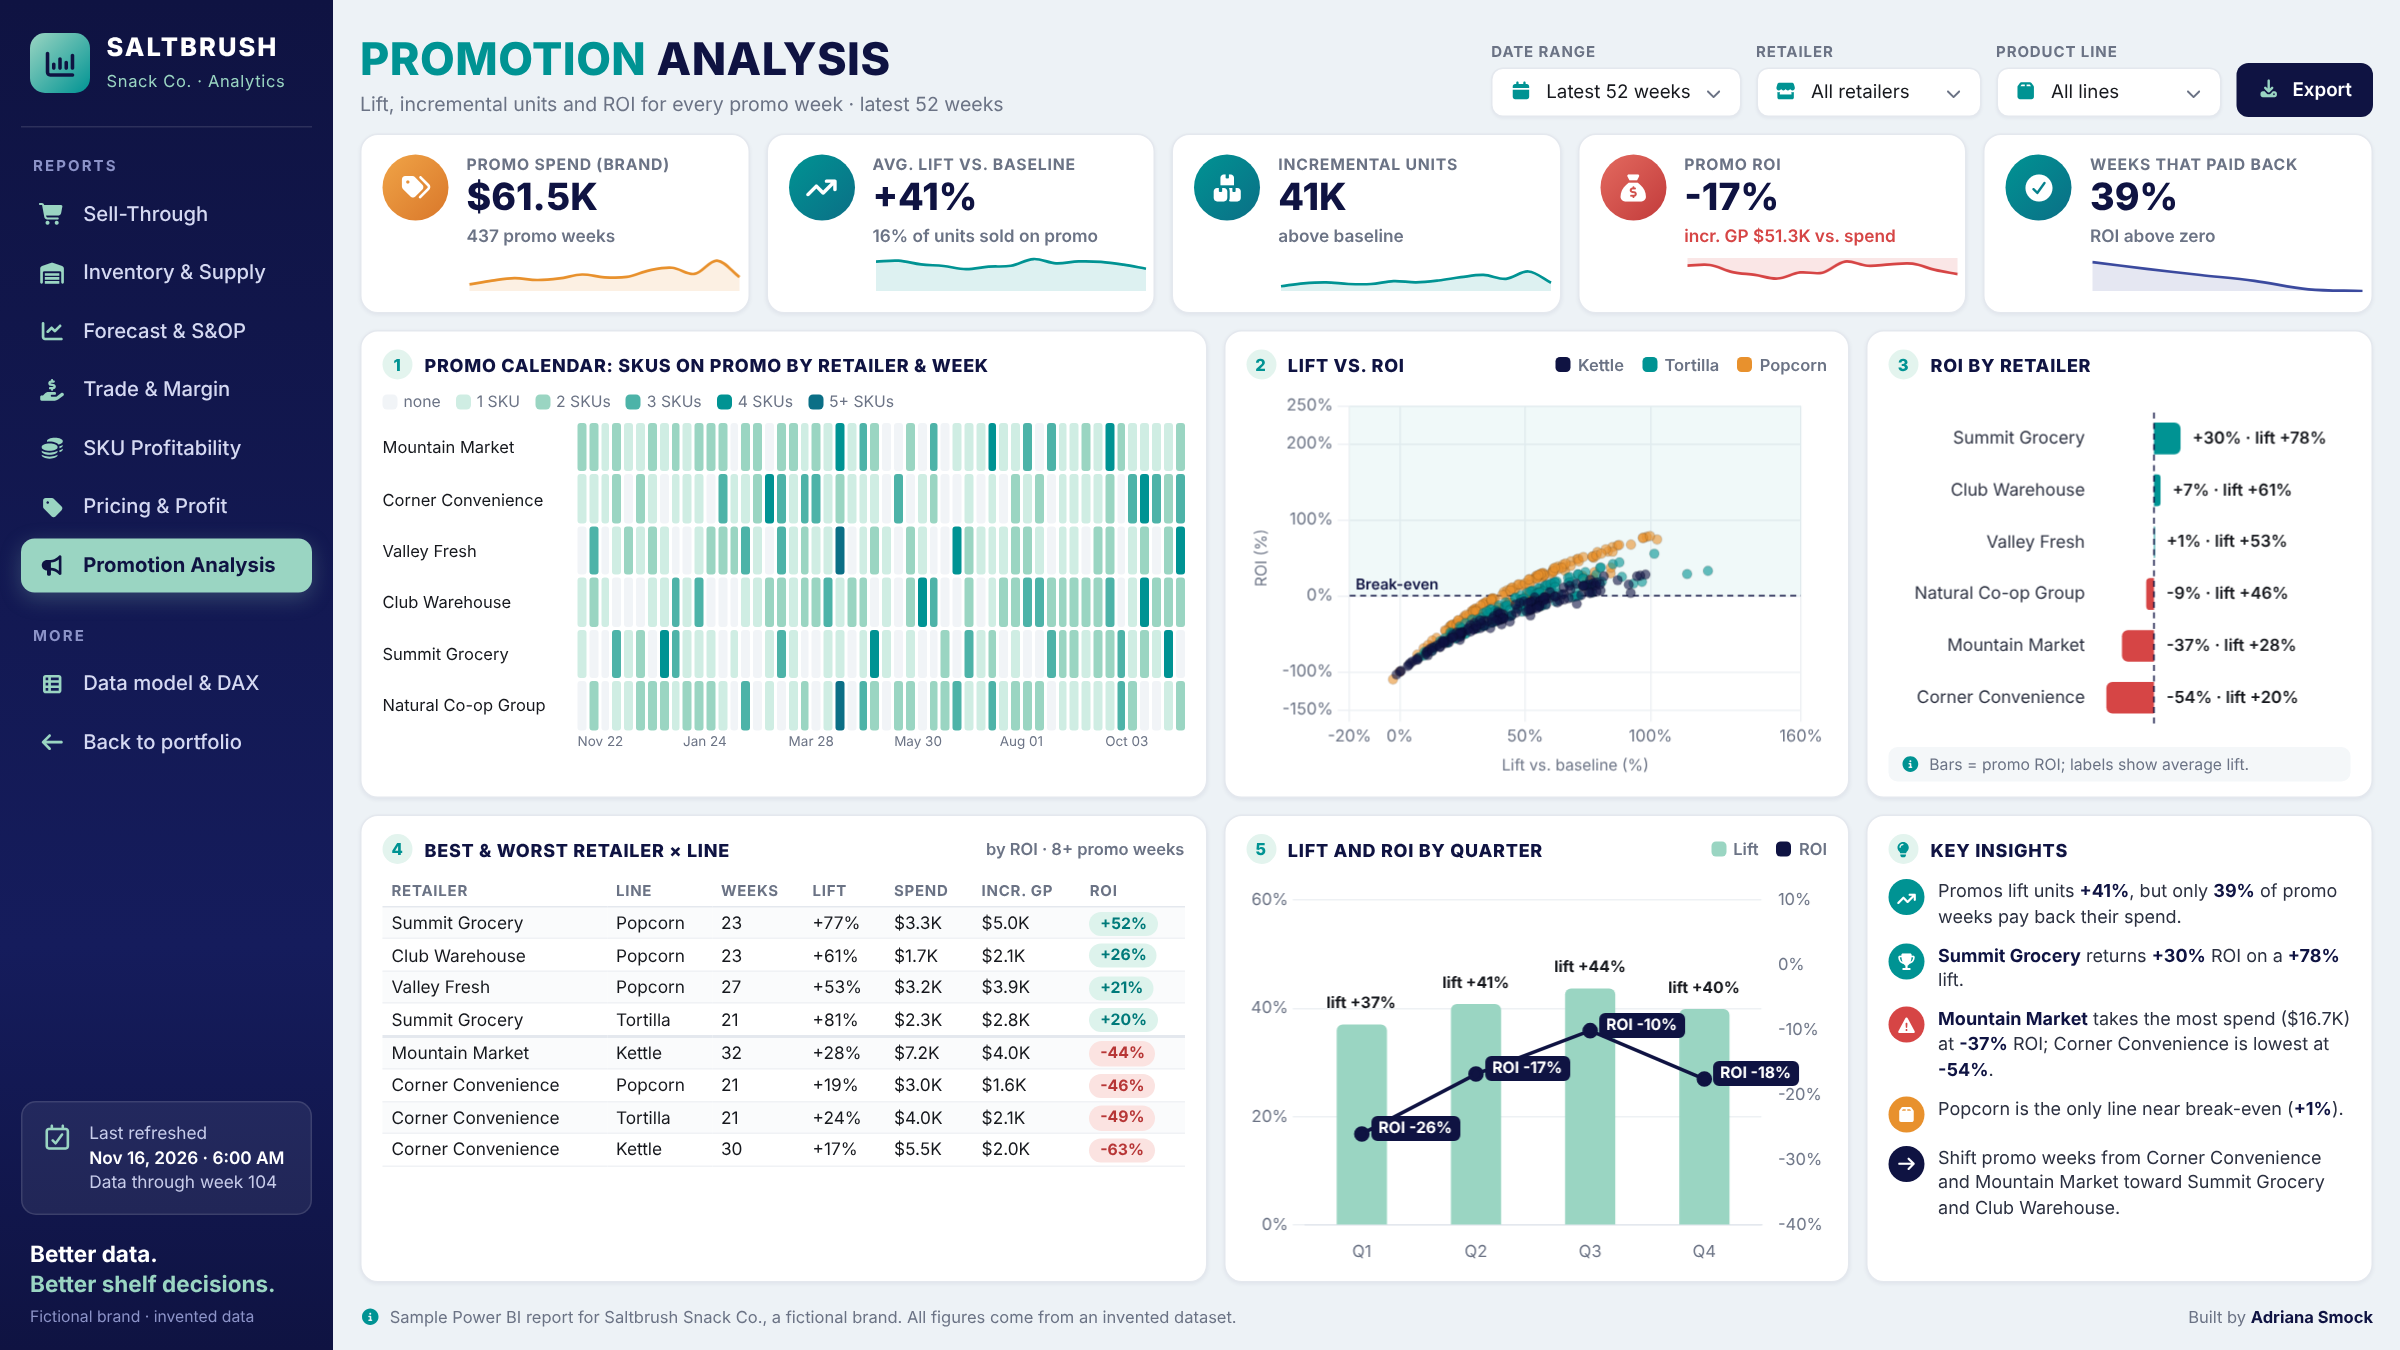 SALTBRUSH
Snack Co. · Analytics
REPORTS
Sell-Through
Inventory & Supply
Forecast & S&OP
Trade & Margin
SKU Profitability
Pricing & Profit
Promotion Analysis
MORE
Data model & DAX
Back to portfolio
Last refreshed
Nov 16, 2026 · 6:00 AM
Data through week 104
Better data.
Better shelf decisions.
Fictional brand · invented data
PROMOTION ANALYSIS
Lift, incremental units and ROI for every promo week · latest 52 weeks
DATE RANGE
Latest 52 weeks
RETAILER
All retailers
PRODUCT LINE
All lines
Export
PROMO SPEND (BRAND)
$61.5K
437 promo weeks
AVG. LIFT VS. BASELINE
+41%
16% of units sold on promo
INCREMENTAL UNITS
41K
above baseline
PROMO ROI
-17%
incr. GP $51.3K vs. spend
WEEKS THAT PAID BACK
39%
ROI above zero
1 PROMO CALENDAR: SKUS ON PROMO BY RETAILER & WEEK
none 1 SKU 2 SKUs 3 SKUs 4 SKUs 5+ SKUs
Mountain Market
Corner Convenience
Valley Fresh
Club Warehouse
Summit Grocery
Natural Co-op Group
Nov 22 Jan 24 Mar 28 May 30 Aug 01 Oct 03
2 LIFT VS. ROI
Kettle Tortilla Popcorn
250%
200%
100%
0%
-100%
-150%
ROI (%)
Break-even
-20% 0% 50% 100% 160%
Lift vs. baseline (%)
3 ROI BY RETAILER
Summit Grocery +30% · lift +78%
Club Warehouse +7% · lift +61%
Valley Fresh +1% · lift +53%
Natural Co-op Group -9% · lift +46%
Mountain Market -37% · lift +28%
Corner Convenience -54% · lift +20%
Bars = promo ROI; labels show average lift.
4 BEST & WORST RETAILER × LINE
by ROI · 8+ promo weeks
RETAILER LINE WEEKS LIFT SPEND INCR. GP ROI
Summit Grocery Popcorn 23 +77% $3.3K $5.0K +52%
Club Warehouse Popcorn 23 +61% $1.7K $2.1K +26%
Valley Fresh Popcorn 27 +53% $3.2K $3.9K +21%
Summit Grocery Tortilla 21 +81% $2.3K $2.8K +20%
Mountain Market Kettle 32 +28% $7.2K $4.0K -44%
Corner Convenience Popcorn 21 +19% $3.0K $1.6K -46%
Corner Convenience Tortilla 21 +24% $4.0K $2.1K -49%
Corner Convenience Kettle 30 +17% $5.5K $2.0K -63%
5 LIFT AND ROI BY QUARTER
Lift ROI
60%
40%
20%
0%
10%
0%
-10%
-20%
-30%
-40%
lift +37%
lift +41%
lift +44%
lift +40%
ROI -26%
ROI -17%
ROI -10%
ROI -18%
Q1 Q2 Q3 Q4
KEY INSIGHTS
Promos lift units +41%, but only 39% of promo
weeks pay back their spend.
Summit Grocery returns +30% ROI on a +78%
lift.
Mountain Market takes the most spend ($16.7K)
at -37% ROI; Corner Convenience is lowest at
-54%.
Popcorn is the only line near break-even (+1%).
Shift promo weeks from Corner Convenience
and Mountain Market toward Summit Grocery
and Club Warehouse.
Sample Power BI report for Saltbrush Snack Co., a fictional brand. All figures come from an invented dataset.
Built by Adriana Smock